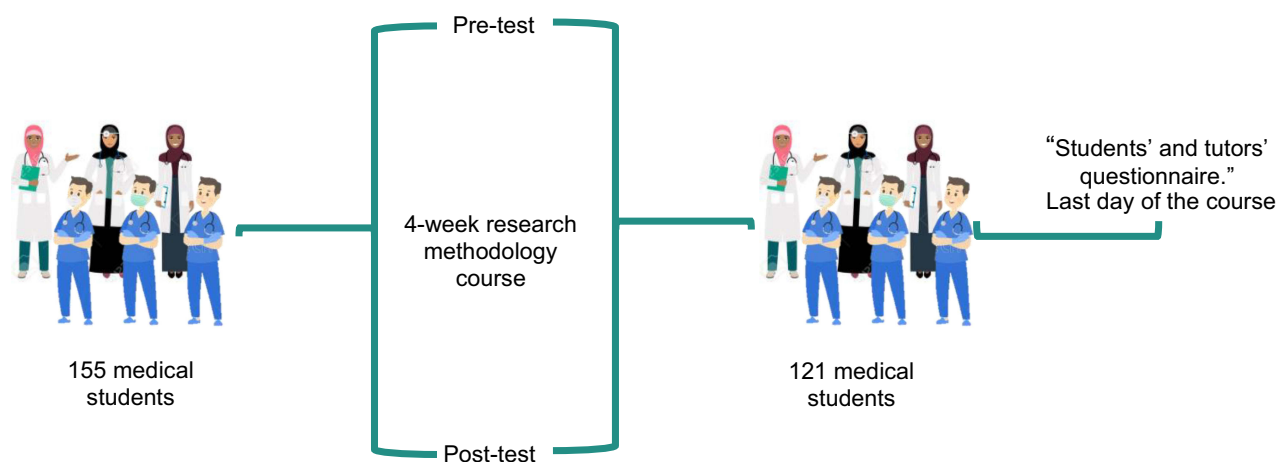 Pre-test
4-week research
methodology
course
Post-test
155 medical
students
121 medical
students
“Students’ and tutors’
questionnaire.”
Last day of the course